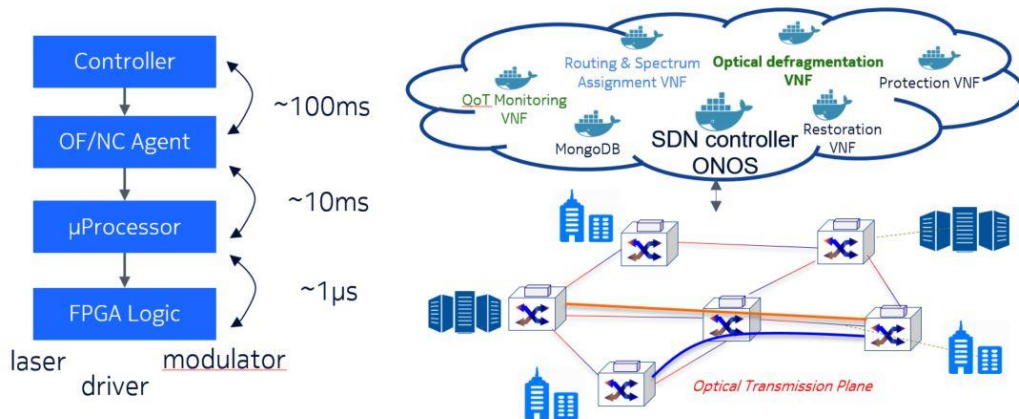 Controller
~100ms
OF/NC Agent
~10ms
µProcessor
~1µs
FPGA Logic
laser
modulator
driver
Routing & Spectrum
Assignment VNF
Optical defragmentation
VNF
QoT Monitoring
VNF
Protection VNF
MongoDB
SDN controller
ONOS
Restoration
VNF
Optical Transmission Plane